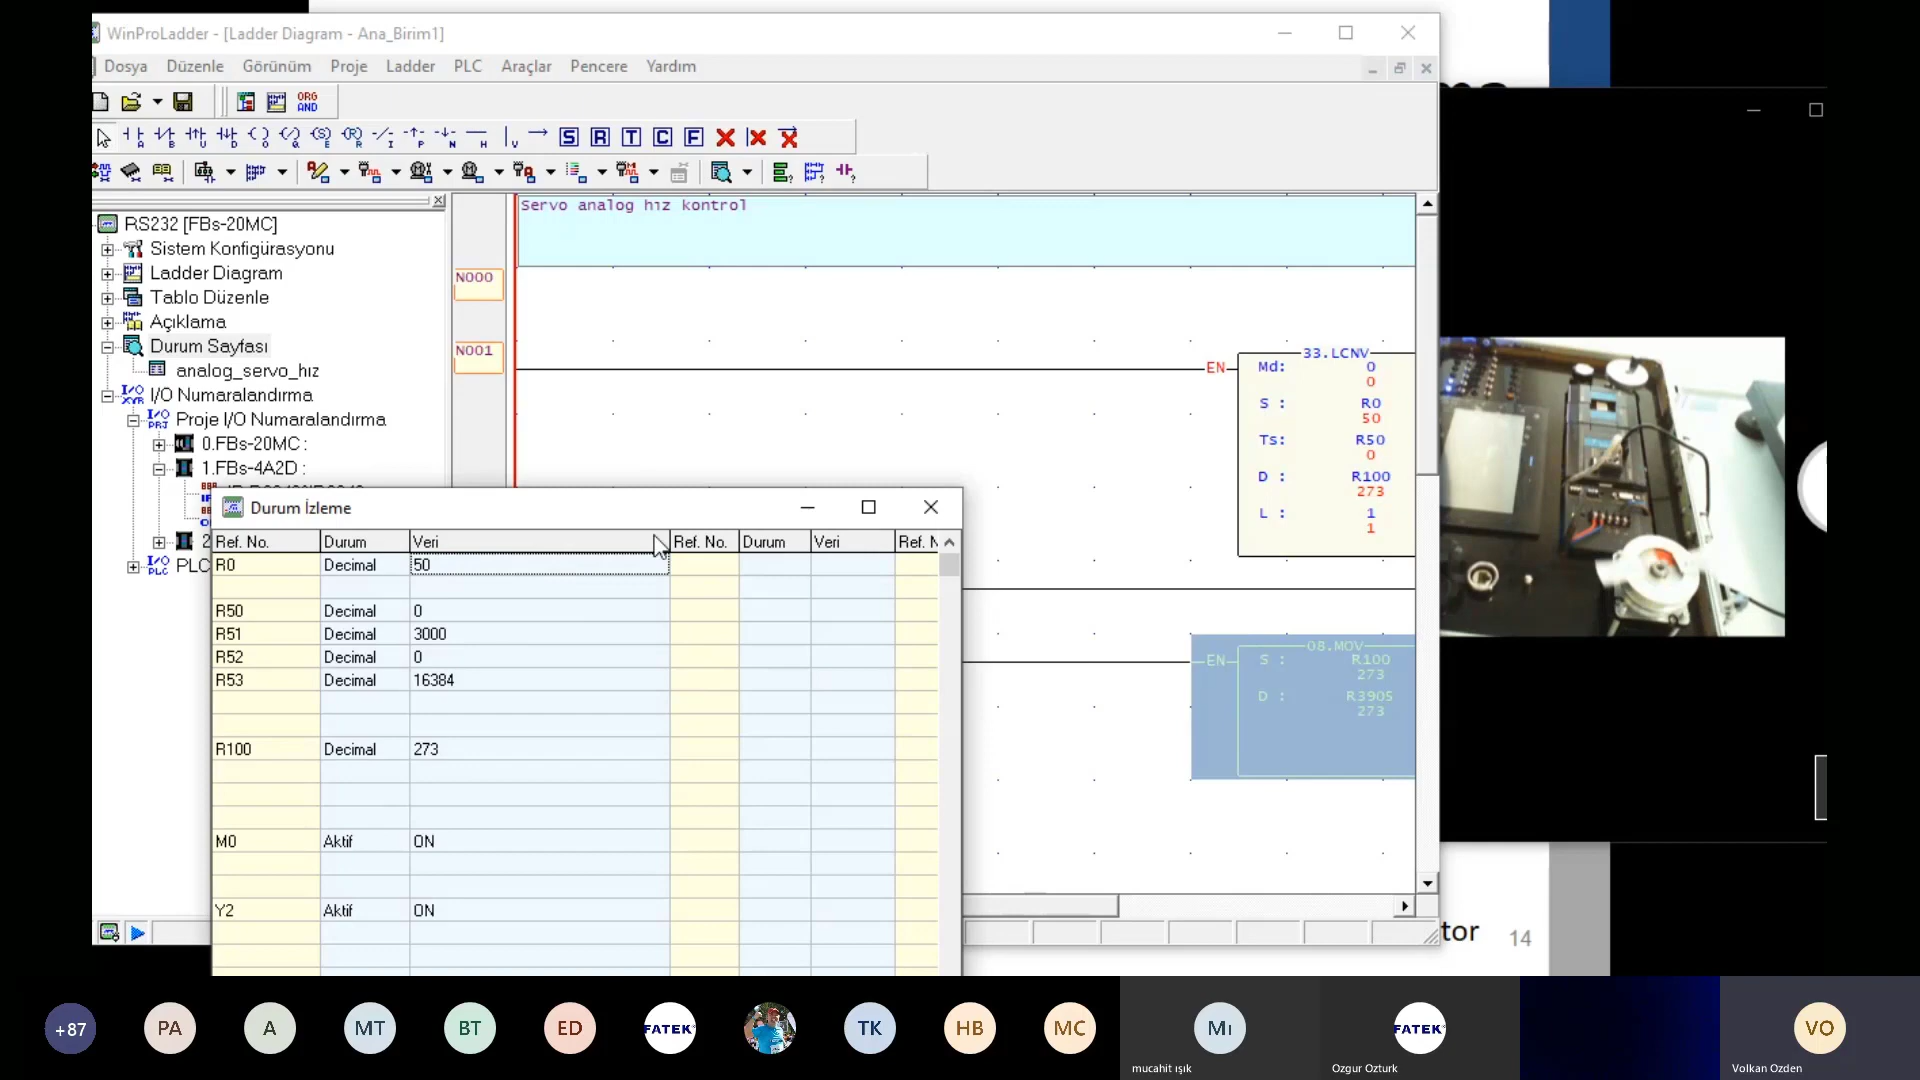 WinProLadder - [Ladder Diagram - Ana_Birim1]
Dosya Düzenle Görünüm Proje Ladder PLC Araçlar Pencere Yardım
ORG
AND
A B U D O Q E R I P N H V S R T C F
RS232 [FBs-20MC]
Sistem Konfigürasyonu
Ladder Diagram
Tablo Düzenle
Açıklama
Durum Sayfası
analog_servo_hız
I/O Numaralandırma
Proje I/O Numaralandırma
0.FBs-20MC :
1.FBs-4A2D :
2
PLC
Servo analog hız kontrol
N000
N001
33.LCNV
EN
Md: 0
0
S : R0
50
Ts: R50
0
D : R100
273
L : 1
1
08.MOV
EN
S : R100
273
D : R3905
273
Durum İzleme
Ref. No. Durum Veri Ref. No. Durum Veri Ref. N
R0 Decimal 50
R50 Decimal 0
R51 Decimal 3000
R52 Decimal 0
R53 Decimal 16384
R100 Decimal 273
M0 Aktif ON
Y2 Aktif ON
tor 14
+87 PA A MT BT ED FATEK TK HB MC Mı FATEK VO
mucahit ışık Ozgur Ozturk Volkan Ozden